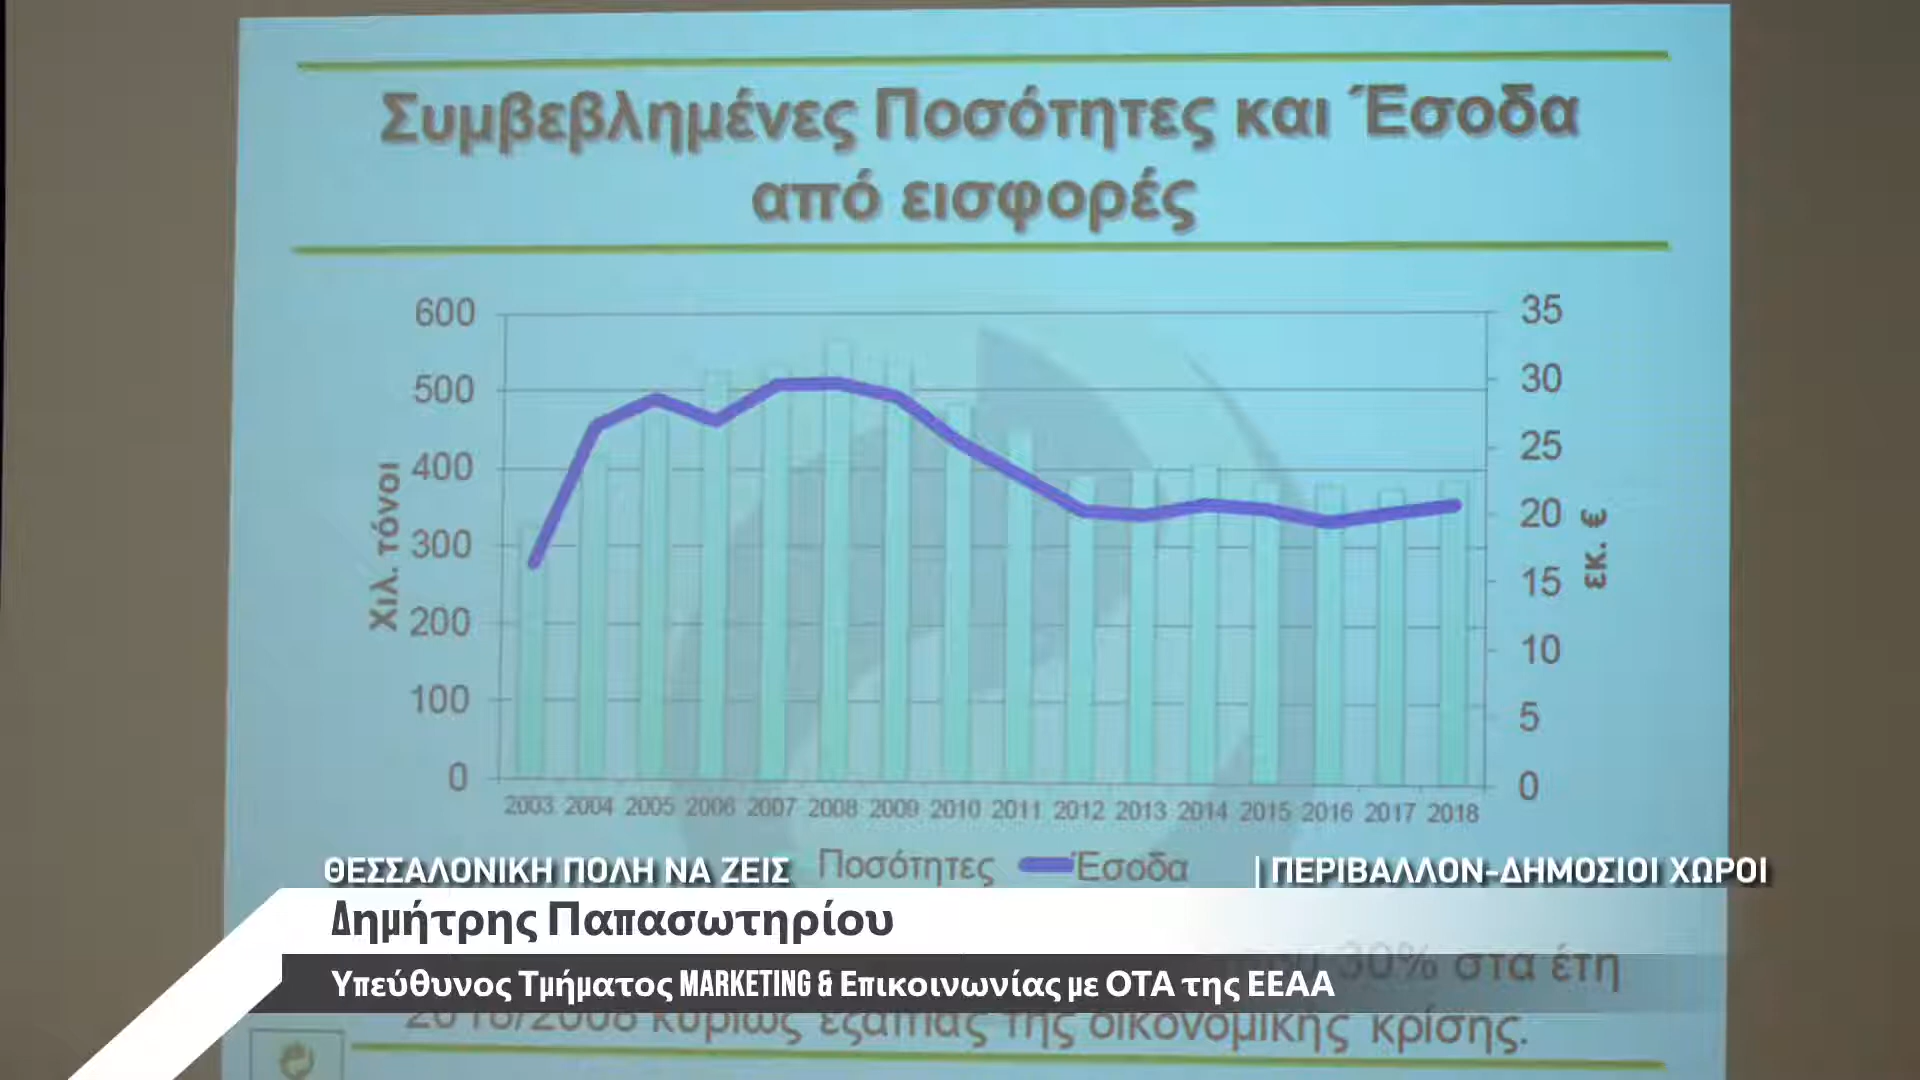 Συμβεβλημένες Ποσότητες και Έσοδα
από εισφορές
600
500
400
300
200
100
0
Χιλ. τόνοι
35
30
25
20
15
10
5
0
εκ. €
2003 2004 2005 2006 2007 2008 2009 2010 2011 2012 2013 2014 2015 2016 2017 2018
Ποσότητες Έσοδα
ΘΕΣΣΑΛΟΝΙΚΗ ΠΟΛΗ ΝΑ ΖΕΙΣ
| ΠΕΡΙΒΑΛΛΟΝ-ΔΗΜΟΣΙΟΙ ΧΩΡΟΙ
Δημήτρης Παπασωτηρίου
Υπεύθυνος Τμήματος MARKETING & Επικοινωνίας με ΟΤΑ της ΕΕΑΑ
30% στα έτη
2018/2008 κυρίως εξαιτίας της οικονομικής κρίσης.